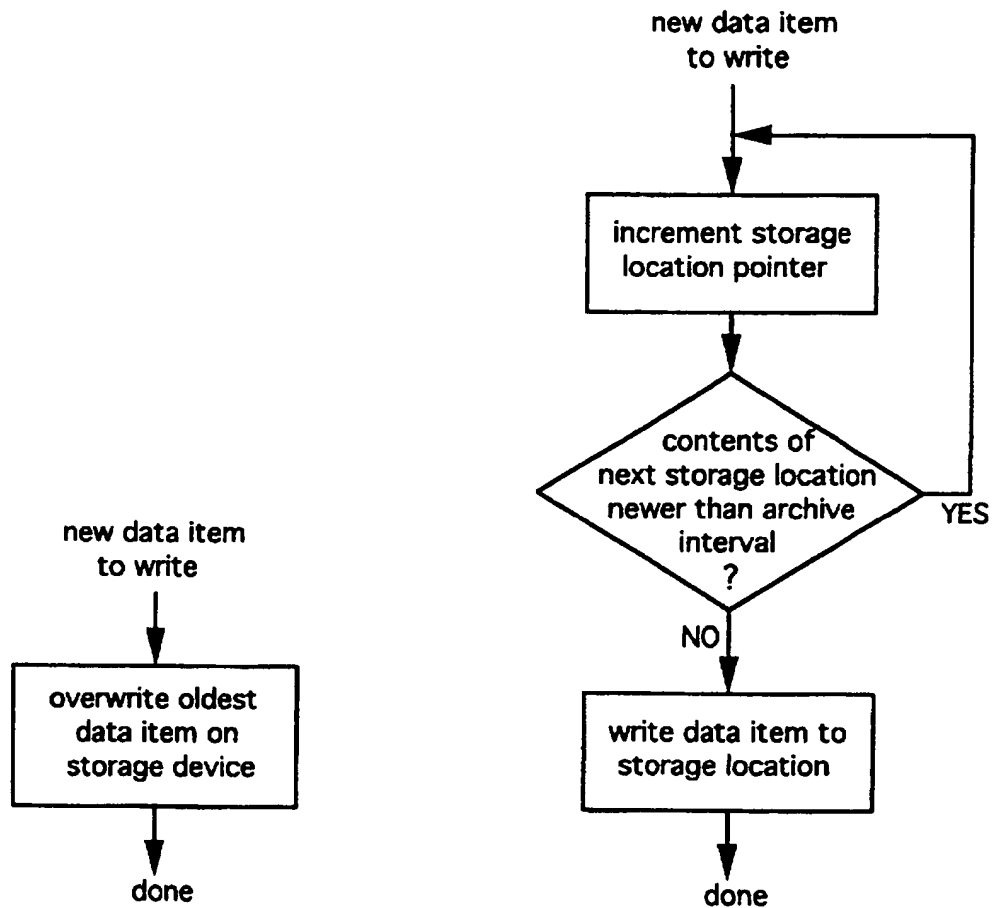 new data item
to write
overwrite oldest
data item on
storage device
done
new data item
to write
increment storage
location pointer
contents of
next storage location
newer than archive
interval
?
YES
NO
write data item to
storage location
done